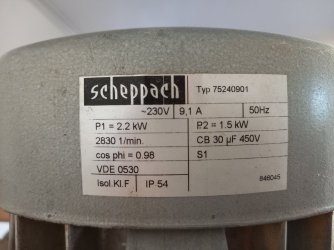 scheppach Typ 75240901
~230V 9,1 A 50Hz
P1 = 2.2 kW P2 = 1.5 kW
2830 1/min. CB 30 µF 450V
cos phi = 0.98 S1
VDE 0530
Isol.Kl.F IP 54 846045